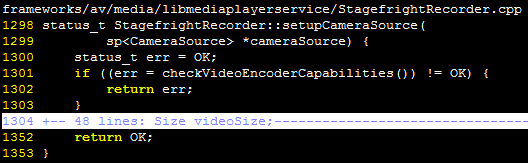 frameworks/av/media/libmediaplayerservice/StagefrightRecorder.cpp
1298 status_t StagefrightRecorder::setupCameraSource(
1299         sp<CameraSource> *cameraSource) {
1300     status_t err = OK;
1301     if ((err = checkVideoEncoderCapabilities()) != OK) {
1302         return err;
1303     }
1304 +-- 48 lines: Size videoSize;-----------------------------------
1352     return OK;
1353 }